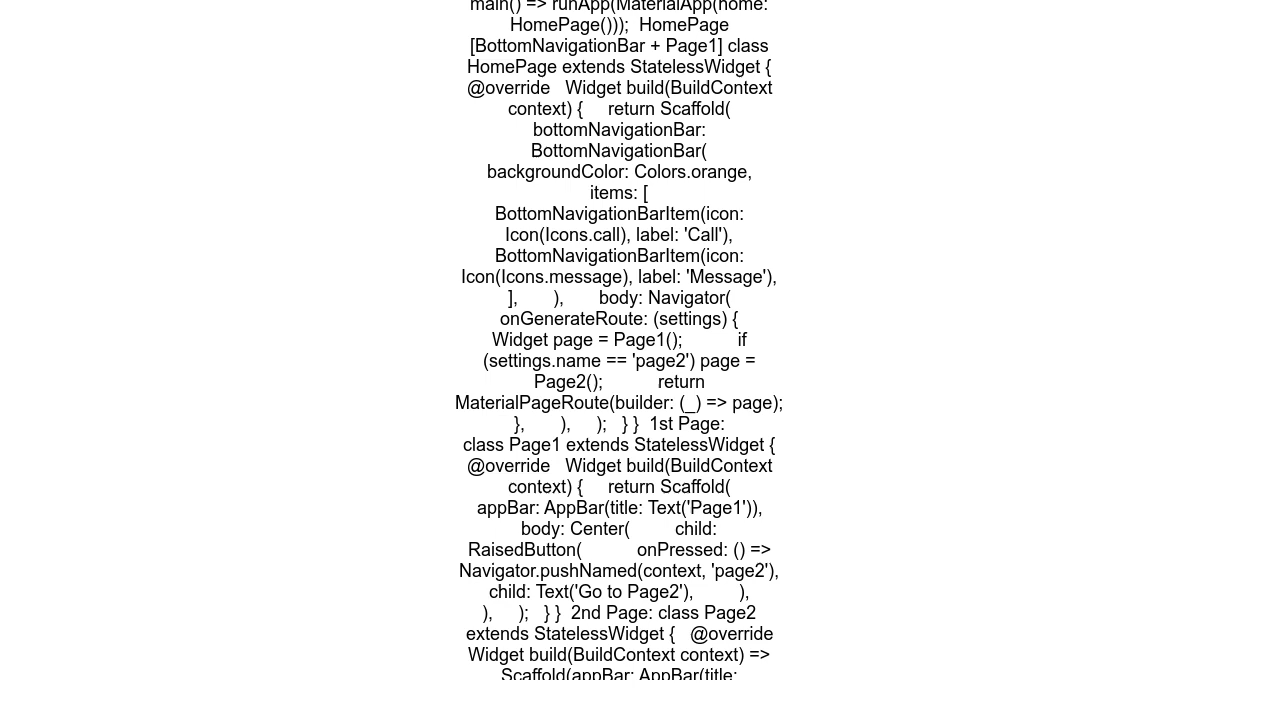 main() => runApp(MaterialApp(home:
HomePage()));  HomePage
[BottomNavigationBar + Page1] class
HomePage extends StatelessWidget {
@override   Widget build(BuildContext
context) {     return Scaffold(
bottomNavigationBar:
BottomNavigationBar(
backgroundColor: Colors.orange,
items: [
BottomNavigationBarItem(icon:
Icon(Icons.call), label: 'Call'),
BottomNavigationBarItem(icon:
Icon(Icons.message), label: 'Message'),
],       ),       body: Navigator(
onGenerateRoute: (settings) {
Widget page = Page1();           if
(settings.name == 'page2') page =
Page2();           return
MaterialPageRoute(builder: (_) => page);
},       ),     );   } }  1st Page:
class Page1 extends StatelessWidget {
@override   Widget build(BuildContext
context) {     return Scaffold(
appBar: AppBar(title: Text('Page1')),
body: Center(         child:
RaisedButton(           onPressed: () =>
Navigator.pushNamed(context, 'page2'),
child: Text('Go to Page2'),         ),
),     );   } }  2nd Page: class Page2
extends StatelessWidget {   @override
Widget build(BuildContext context) =>
Scaffold(appBar: AppBar(title: